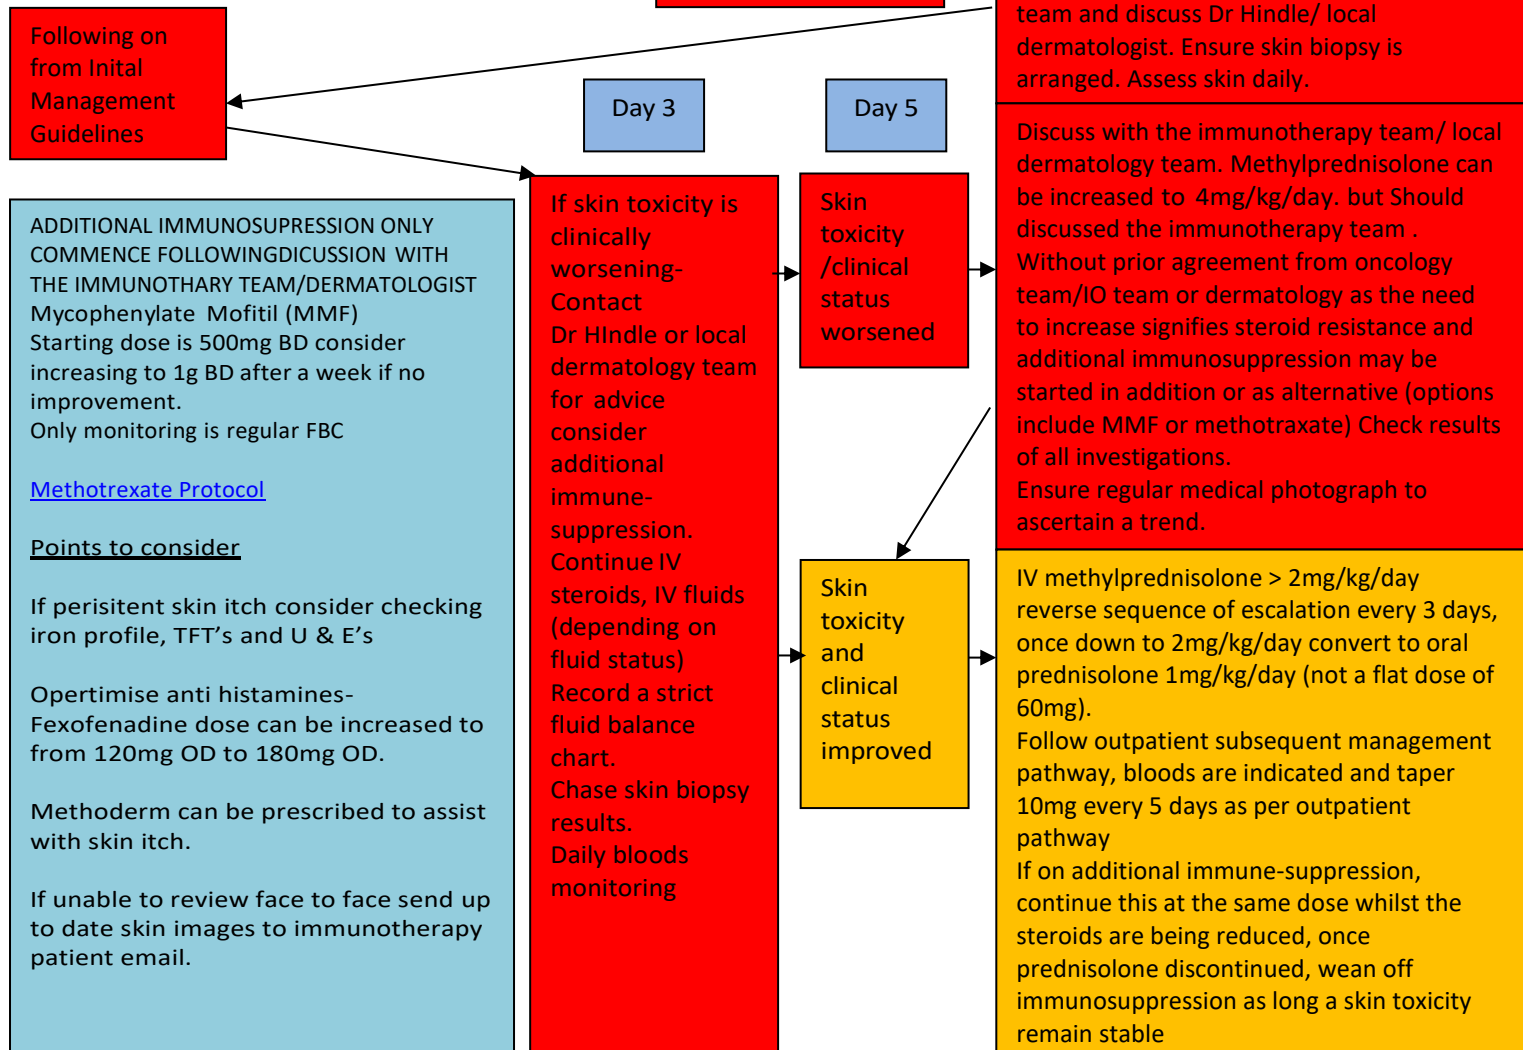 team and discuss Dr Hindle/ local
dermatologist. Ensure skin biopsy is
arranged. Assess skin daily.
Following on
from Inital
Management
Guidelines
Day 3
Day 5
ADDITIONAL IMMUNOSUPRESSION ONLY
COMMENCE FOLLOWINGDICUSSION WITH
THE IMMUNOTHARY TEAM/DERMATOLOGIST
Mycophenylate Mofitil (MMF)
Starting dose is 500mg BD consider
increasing to 1g BD after a week if no
improvement.
Only monitoring is regular FBC
Methotrexate Protocol
Points to consider
If perisitent skin itch consider checking
iron profile, TFT's and U & E's
Opertimise anti histamines-
Fexofenadine dose can be increased to
from 120mg OD to 180mg OD.
Methoderm can be prescribed to assist
with skin itch.
If unable to review face to face send up
to date skin images to immunotherapy
patient email.
If skin toxicity is
clinically
worsening-
Contact
Dr HIndle or local
dermatology team
for advice
consider
additional
immune-
suppression.
Continue IV
steroids, IV fluids
(depending on
fluid status)
Record a strict
fluid balance
chart.
Chase skin biopsy
results.
Daily bloods
monitoring
Skin
toxicity
/clinical
status
worsened
Discuss with the immunotherapy team/ local
dermatology team. Methylprednisolone can
be increased to 4mg/kg/day. but Should
discussed the immunotherapy team .
Without prior agreement from oncology
team/IO team or dermatology as the need
to increase signifies steroid resistance and
additional immunosuppression may be
started in addition or as alternative (options
include MMF or methotraxate) Check results
of all investigations.
Ensure regular medical photograph to
ascertain a trend.
Skin
toxicity
and
clinical
status
improved
IV methylprednisolone > 2mg/kg/day
reverse sequence of escalation every 3 days,
once down to 2mg/kg/day convert to oral
prednisolone 1mg/kg/day (not a flat dose of
60mg).
Follow outpatient subsequent management
pathway, bloods are indicated and taper
10mg every 5 days as per outpatient
pathway
If on additional immune-suppression,
continue this at the same dose whilst the
steroids are being reduced, once
prednisolone discontinued, wean off
immunosuppression as long a skin toxicity
remain stable